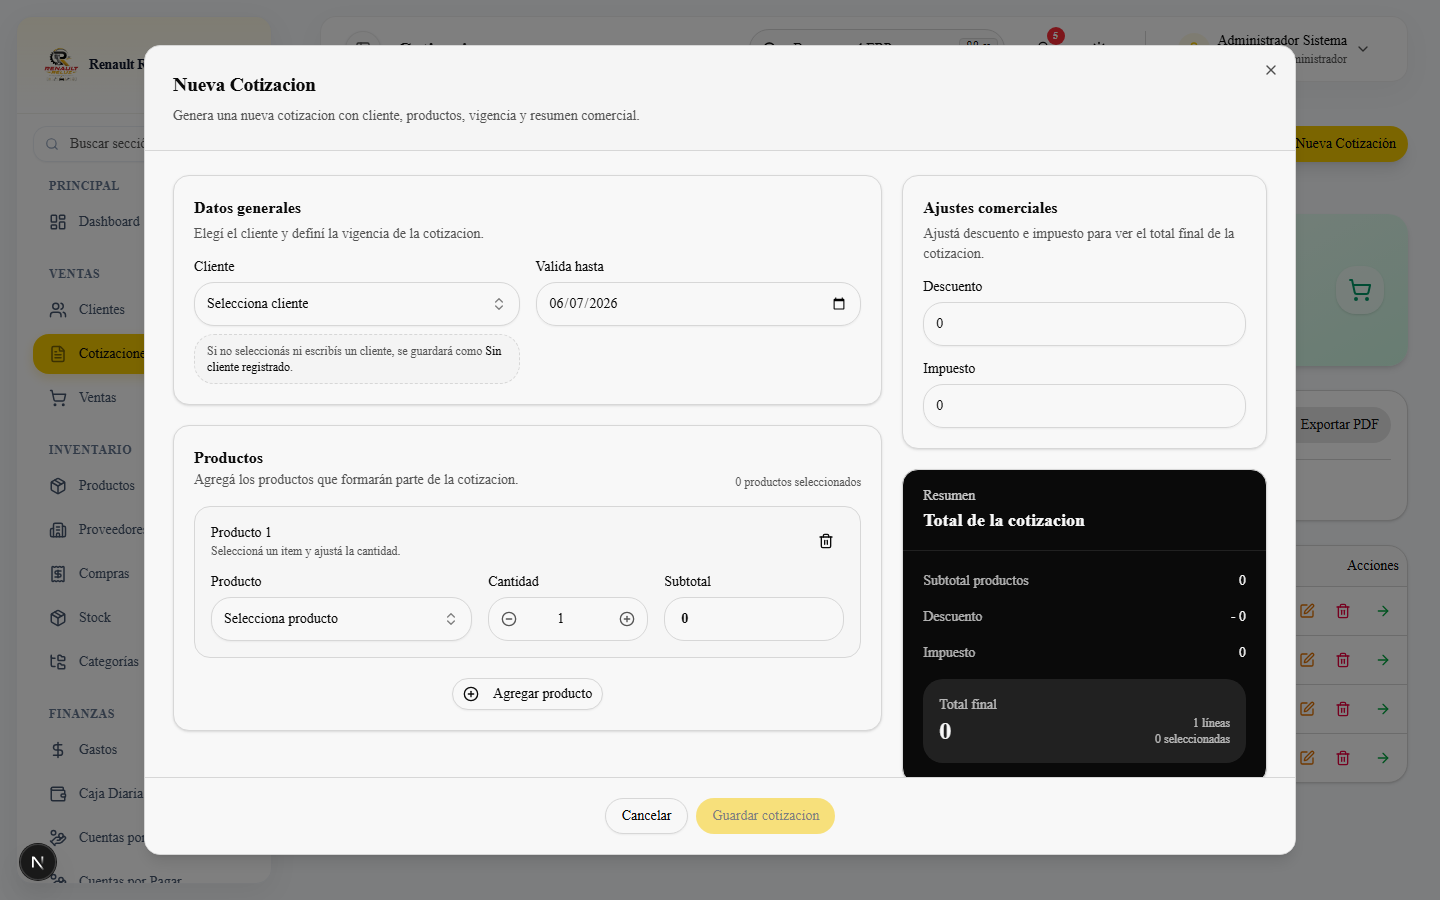 Renault R
Buscar secció
PRINCIPAL
Dashboard
VENTAS
Clientes
Cotizacione
Ventas
INVENTARIO
Productos
Proveedores
Compras
Stock
Categorías
FINANZAS
Gastos
Caja Diaria
Cuentas por
Cuentas por Pagar
N
5
Administrador Sistema
ministrador
Nueva Cotización
Exportar PDF
Acciones
Nueva Cotizacion
Genera una nueva cotizacion con cliente, productos, vigencia y resumen comercial.
Datos generales
Elegí el cliente y definí la vigencia de la cotizacion.
Cliente
Valida hasta
Selecciona cliente
06/07/2026
Si no seleccionás ni escribís un cliente, se guardará como Sin
cliente registrado.
Productos
Agregá los productos que formarán parte de la cotizacion.
0 productos seleccionados
Producto 1
Seleccioná un item y ajustá la cantidad.
Producto
Cantidad
Subtotal
Selecciona producto
1
0
Agregar producto
Ajustes comerciales
Ajustá descuento e impuesto para ver el total final de la
cotizacion.
Descuento
0
Impuesto
0
Resumen
Total de la cotizacion
Subtotal productos
0
Descuento
- 0
Impuesto
0
Total final
0
1 líneas
0 seleccionadas
Cancelar
Guardar cotizacion